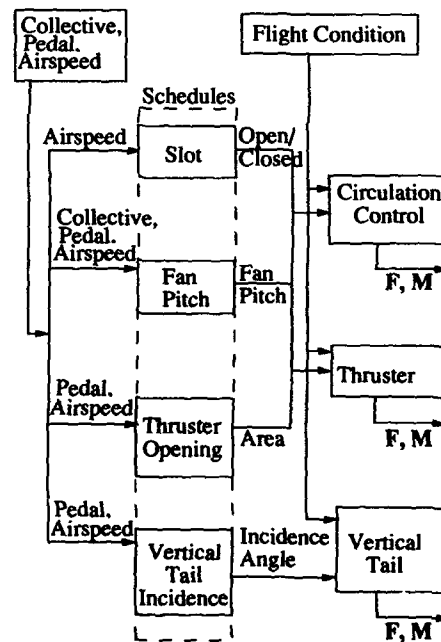 Collective,
Pedal.
Airspeed
Flight Condition
Schedules
Airspeed
Slot
Open/
Closed
Circulation
Control
F, M
Collective,
Pedal.
Airspeed
Fan
Pitch
Fan
Pitch
Thruster
F, M
Pedal.
Airspeed
Thruster
Opening
Area
Pedal.
Airspeed
Vertical
Tail
Incidence
Incidence
Angle
Vertical
Tail
F, M